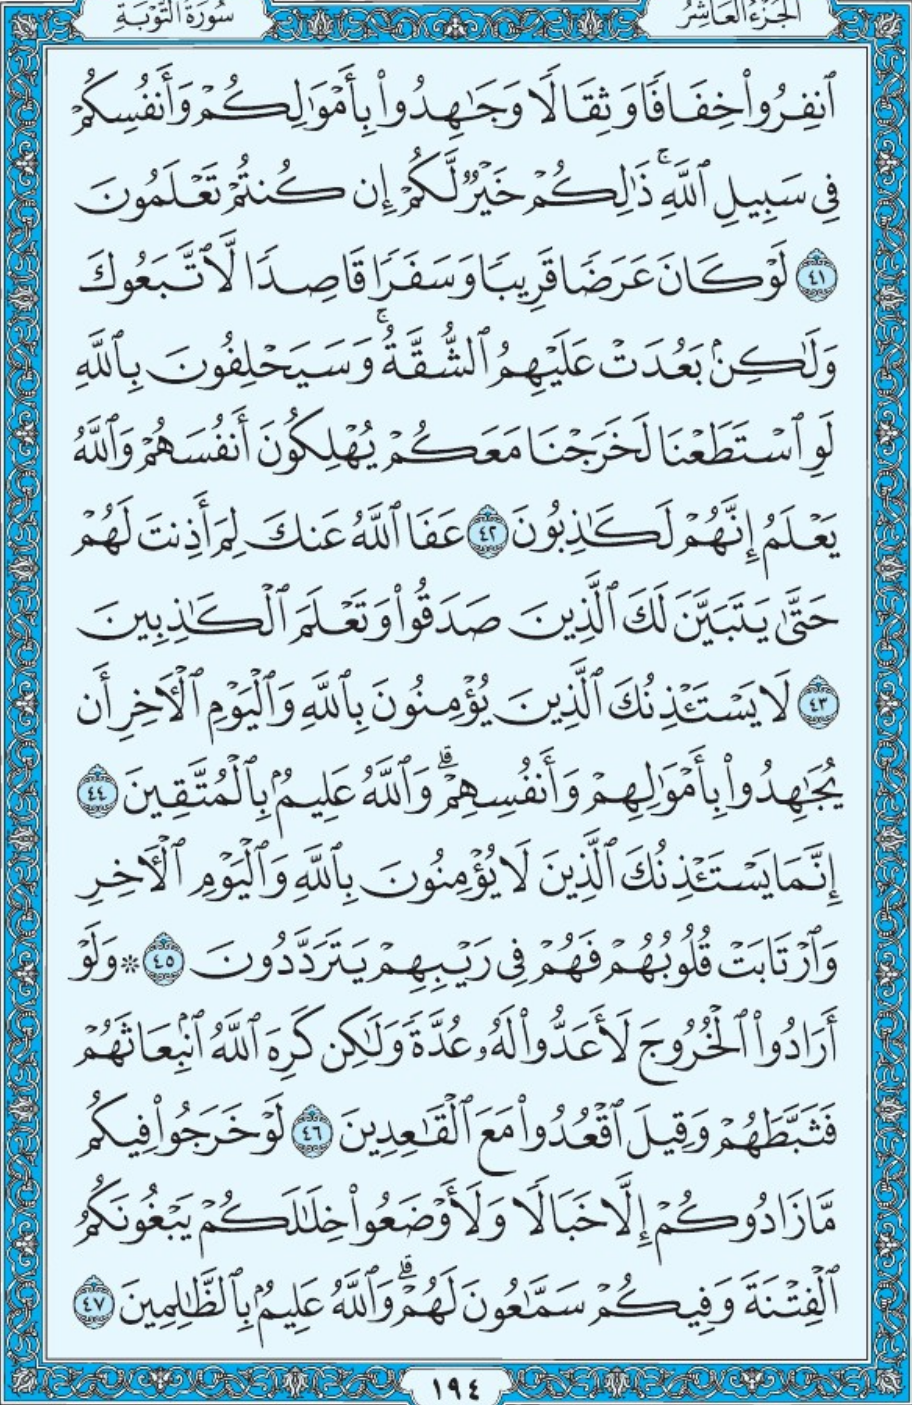 الجزء العاشر
سورة التوبة
ٱنفِرُوا۟ خِفَافًا وَثِقَالًا وَجَٰهِدُوا۟ بِأَمْوَٰلِكُمْ وَأَنفُسِكُمْ
فِى سَبِيلِ ٱللَّهِ ۚ ذَٰلِكُمْ خَيْرٌ لَّكُمْ إِن كُنتُمْ تَعْلَمُونَ
٤١ لَوْ كَانَ عَرَضًا قَرِيبًا وَسَفَرًا قَاصِدًا لَّٱتَّبَعُوكَ
وَلَٰكِنۢ بَعُدَتْ عَلَيْهِمُ ٱلشُّقَّةُ ۚ وَسَيَحْلِفُونَ بِٱللَّهِ
لَوِ ٱسْتَطَعْنَا لَخَرَجْنَا مَعَكُمْ يُهْلِكُونَ أَنفُسَهُمْ وَٱللَّهُ
يَعْلَمُ إِنَّهُمْ لَكَٰذِبُونَ ٤٢ عَفَا ٱللَّهُ عَنكَ لِمَ أَذِنتَ لَهُمْ
حَتَّىٰ يَتَبَيَّنَ لَكَ ٱلَّذِينَ صَدَقُوا۟ وَتَعْلَمَ ٱلْكَٰذِبِينَ
٤٣ لَا يَسْتَـْٔذِنُكَ ٱلَّذِينَ يُؤْمِنُونَ بِٱللَّهِ وَٱلْيَوْمِ ٱلْـَٔاخِرِ أَن
يُجَٰهِدُوا۟ بِأَمْوَٰلِهِمْ وَأَنفُسِهِمْ ۗ وَٱللَّهُ عَلِيمٌۢ بِٱلْمُتَّقِينَ ٤٤
إِنَّمَا يَسْتَـْٔذِنُكَ ٱلَّذِينَ لَا يُؤْمِنُونَ بِٱللَّهِ وَٱلْيَوْمِ ٱلْـَٔاخِرِ
وَٱرْتَابَتْ قُلُوبُهُمْ فَهُمْ فِى رَيْبِهِمْ يَتَرَدَّدُونَ ٤٥ * وَلَوْ
أَرَادُوا۟ ٱلْخُرُوجَ لَأَعَدُّوا۟ لَهُۥ عُدَّةً وَلَٰكِن كَرِهَ ٱللَّهُ ٱنۢبِعَاثَهُمْ
فَثَبَّطَهُمْ وَقِيلَ ٱقْعُدُوا۟ مَعَ ٱلْقَٰعِدِينَ ٤٦ لَوْ خَرَجُوا۟ فِيكُم
مَّا زَادُوكُمْ إِلَّا خَبَالًا وَلَأَوْضَعُوا۟ خِلَٰلَكُمْ يَبْغُونَكُمُ
ٱلْفِتْنَةَ وَفِيكُمْ سَمَّٰعُونَ لَهُمْ ۗ وَٱللَّهُ عَلِيمٌۢ بِٱلظَّٰلِمِينَ ٤٧
١٩٤